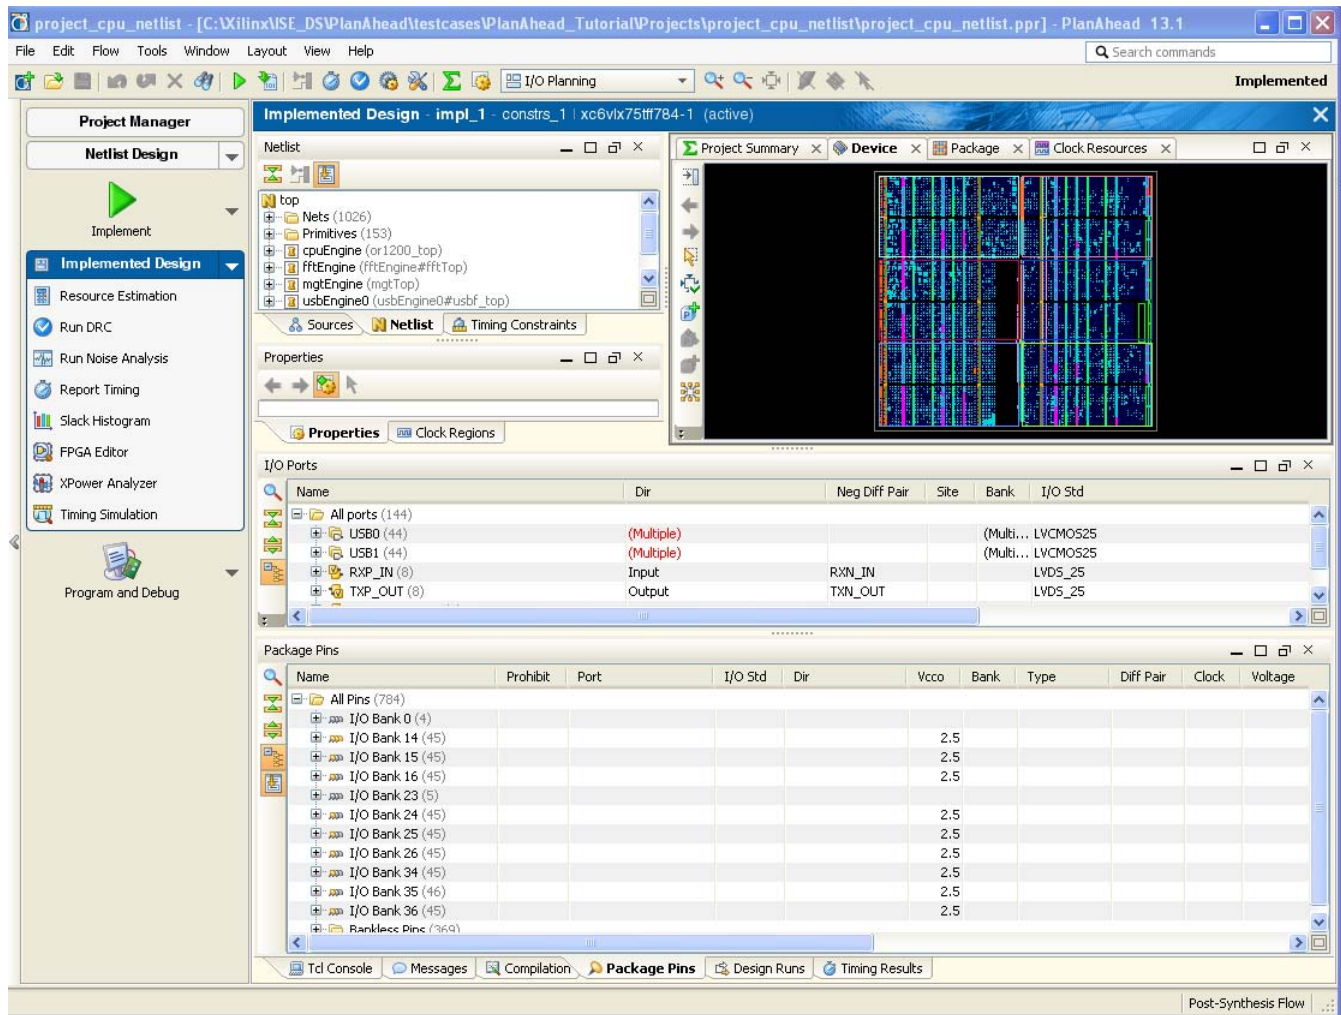 project_cpu_netlist - [C:\Xilinx\ISE_DS\PlanAhead\testcases\PlanAhead_Tutorial\Projects\project_cpu_netlist\project_cpu_netlist.ppr] - PlanAhead 13.1
File Edit Flow Tools Window Layout View Help
Search commands
I/O Planning
Implemented
Project Manager
Netlist Design
Implement
Implemented Design
Resource Estimation
Run DRC
Run Noise Analysis
Report Timing
Slack Histogram
FPGA Editor
XPower Analyzer
Timing Simulation
Program and Debug
Implemented Design - impl_1 - constrs_1 | xc6vlx75tff784-1 (active)
Netlist
top
Nets (1026)
Primitives (153)
cpuEngine (or1200_top)
fftEngine (fftEngine#fftTop)
mgtEngine (mgtTop)
usbEngine0 (usbEngine0#usbf_top)
Sources Netlist Timing Constraints
Properties
Properties Clock Regions
Project Summary Device Package Clock Resources
I/O Ports
Name Dir Neg Diff Pair Site Bank I/O Std
All ports (144)
USB0 (44) (Multiple) (Multi... LVCMOS25
USB1 (44) (Multiple) (Multi... LVCMOS25
RXP_IN (8) Input RXN_IN LVDS_25
TXP_OUT (8) Output TXN_OUT LVDS_25
Package Pins
Name Prohibit Port I/O Std Dir Vcco Bank Type Diff Pair Clock Voltage
All Pins (784)
I/O Bank 0 (4)
I/O Bank 14 (45) 2.5
I/O Bank 15 (45) 2.5
I/O Bank 16 (45) 2.5
I/O Bank 23 (5)
I/O Bank 24 (45) 2.5
I/O Bank 25 (45) 2.5
I/O Bank 26 (45) 2.5
I/O Bank 34 (45) 2.5
I/O Bank 35 (46) 2.5
I/O Bank 36 (45) 2.5
Bankless Pins (369)
Tcl Console Messages Compilation Package Pins Design Runs Timing Results
Post-Synthesis Flow